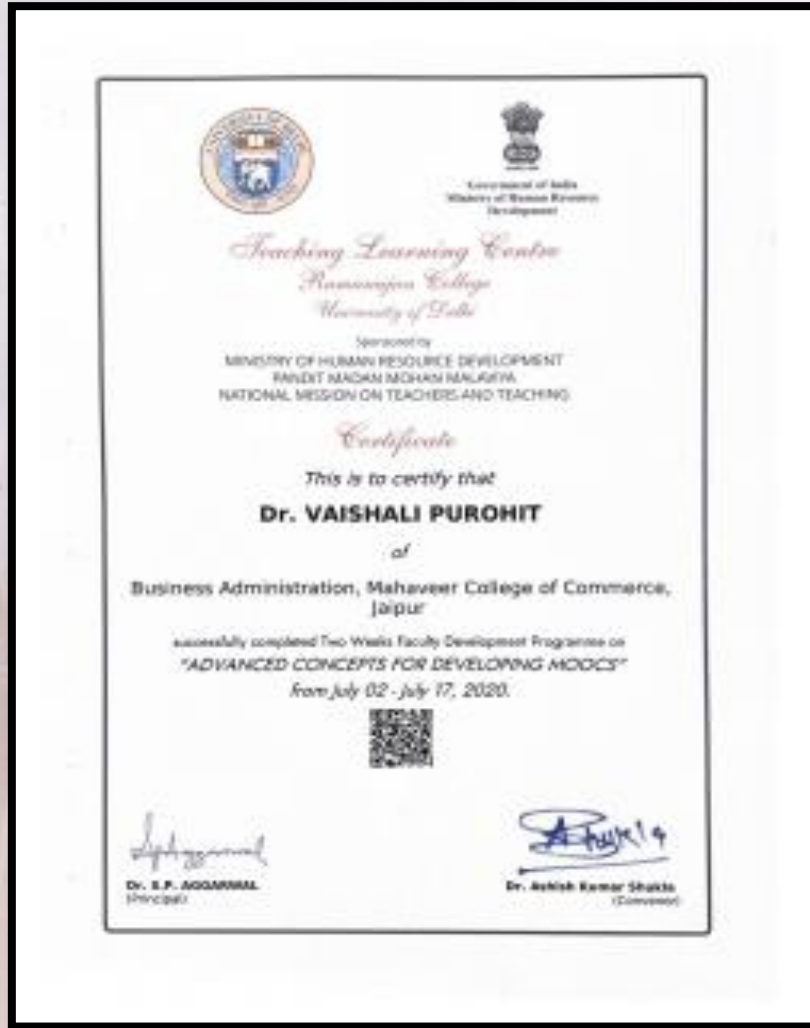 UNIVERSITY OF DELHI
Government of India
Ministry of Human Resource
Development
Teaching Learning Centre
Ramanujan College
University of Delhi
Sponsored by
MINISTRY OF HUMAN RESOURCE DEVELOPMENT
PANDIT MADAN MOHAN MALAVIYA
NATIONAL MISSION ON TEACHERS AND TEACHING
Certificate
This is to certify that
Dr. VAISHALI PUROHIT
of
Business Administration, Mahaveer College of Commerce,
Jaipur
successfully completed Two Weeks Faculty Development Programme on
"ADVANCED CONCEPTS FOR DEVELOPING MOOCS"
from July 02 - July 17, 2020.
Dr. S.P. AGGARWAL
(Principal)
Dr. Ashish Kumar Shukla
(Convenor)